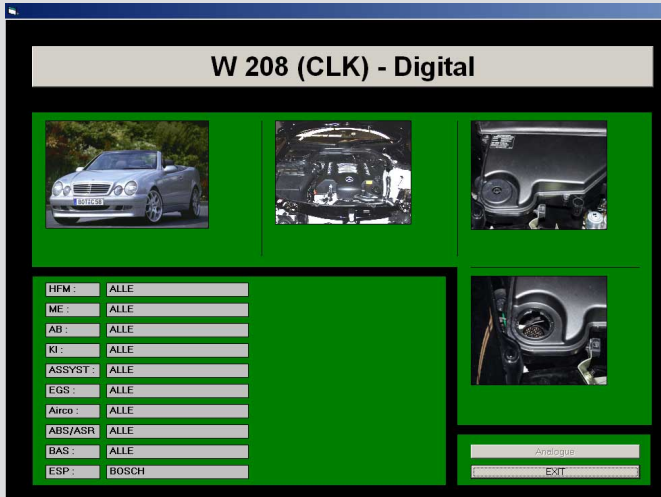 W 208 (CLK) - Digital
HFM : ALLE
ME : ALLE
AB : ALLE
KI : ALLE
ASSYST : ALLE
EGS : ALLE
Airco : ALLE
ABS/ASR ALLE
BAS : ALLE
ESP : BOSCH
Analogue
EXIT